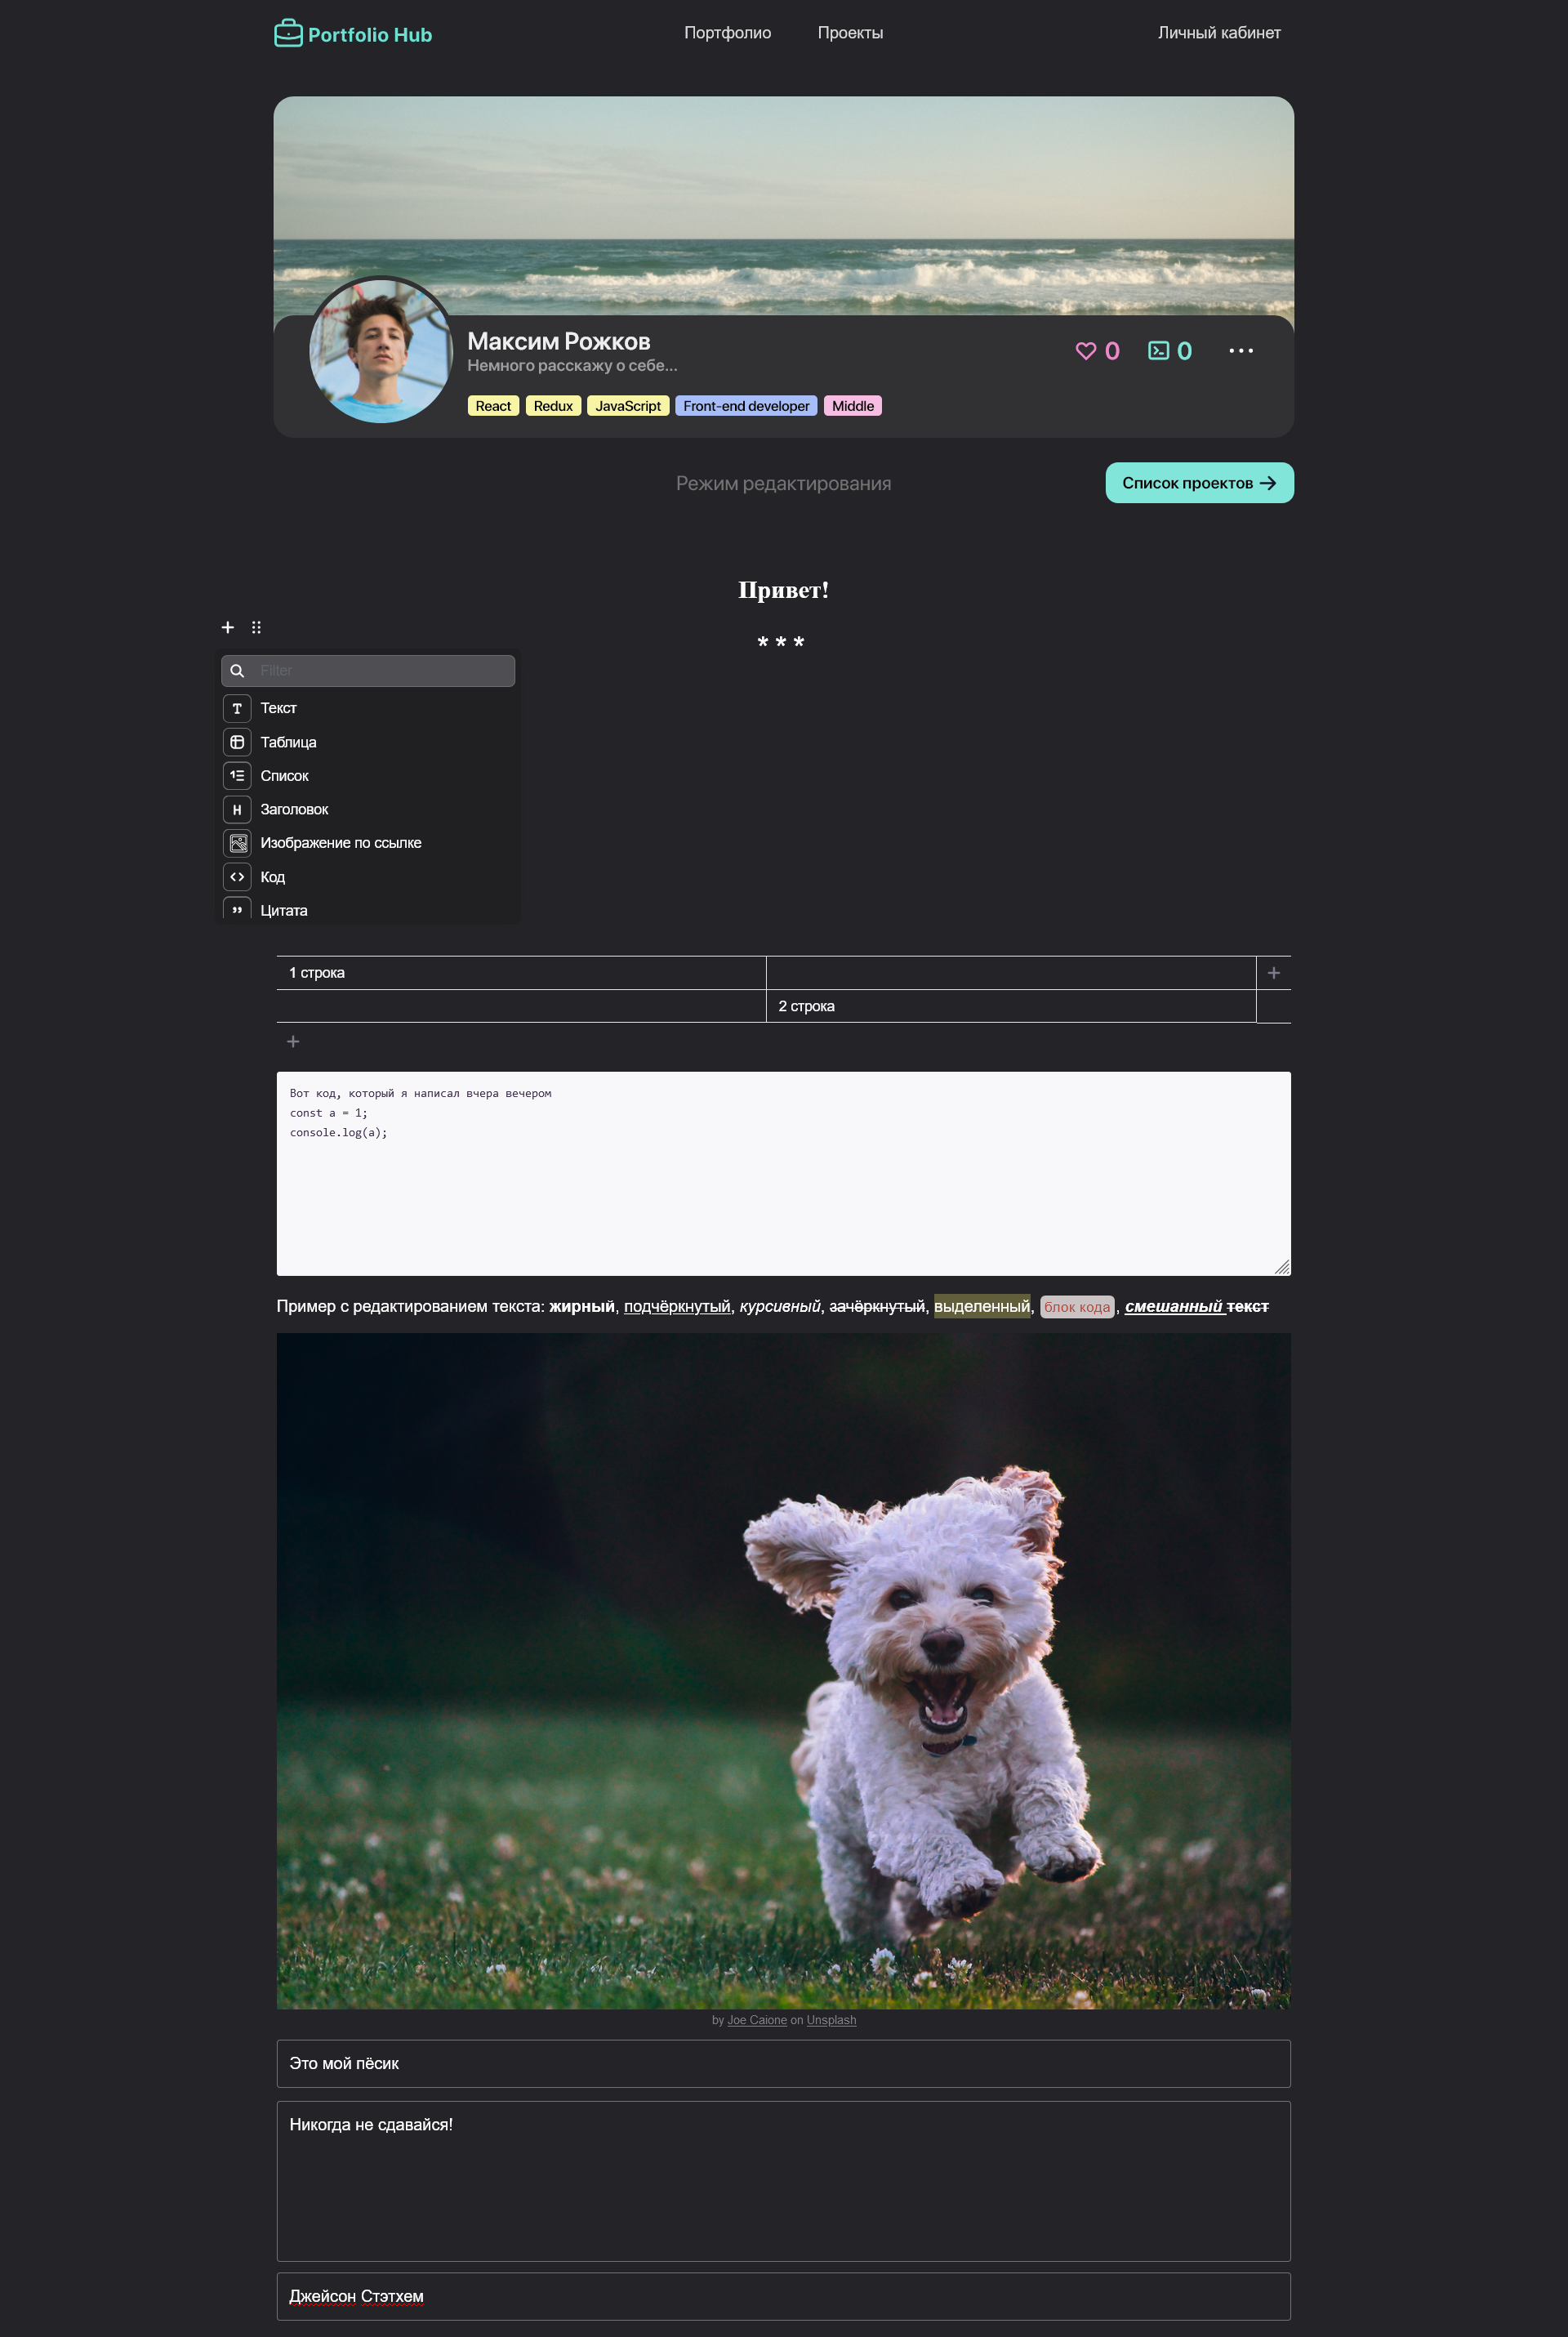 Portfolio Hub
Портфолио
Проекты
Личный кабинет
Максим Рожков
Немного расскажу о себе...
0
0
React
Redux
JavaScript
Front-end developer
Middle
Режим редактирования
Список проектов
Привет!
* * *
Filter
Текст
Таблица
Список
Заголовок
Изображение по ссылке
Код
Цитата
1 строка
2 строка
Вот код, который я написал вчера вечером
const a = 1;
console.log(a);
Пример с редактированием текста: жирный, подчёркнутый, курсивный, зачёркнутый, выделенный, блок кода, смешанный текст
by Joe Caione on Unsplash
Это мой пёсик
Никогда не сдавайся!
Джейсон Стэтхем